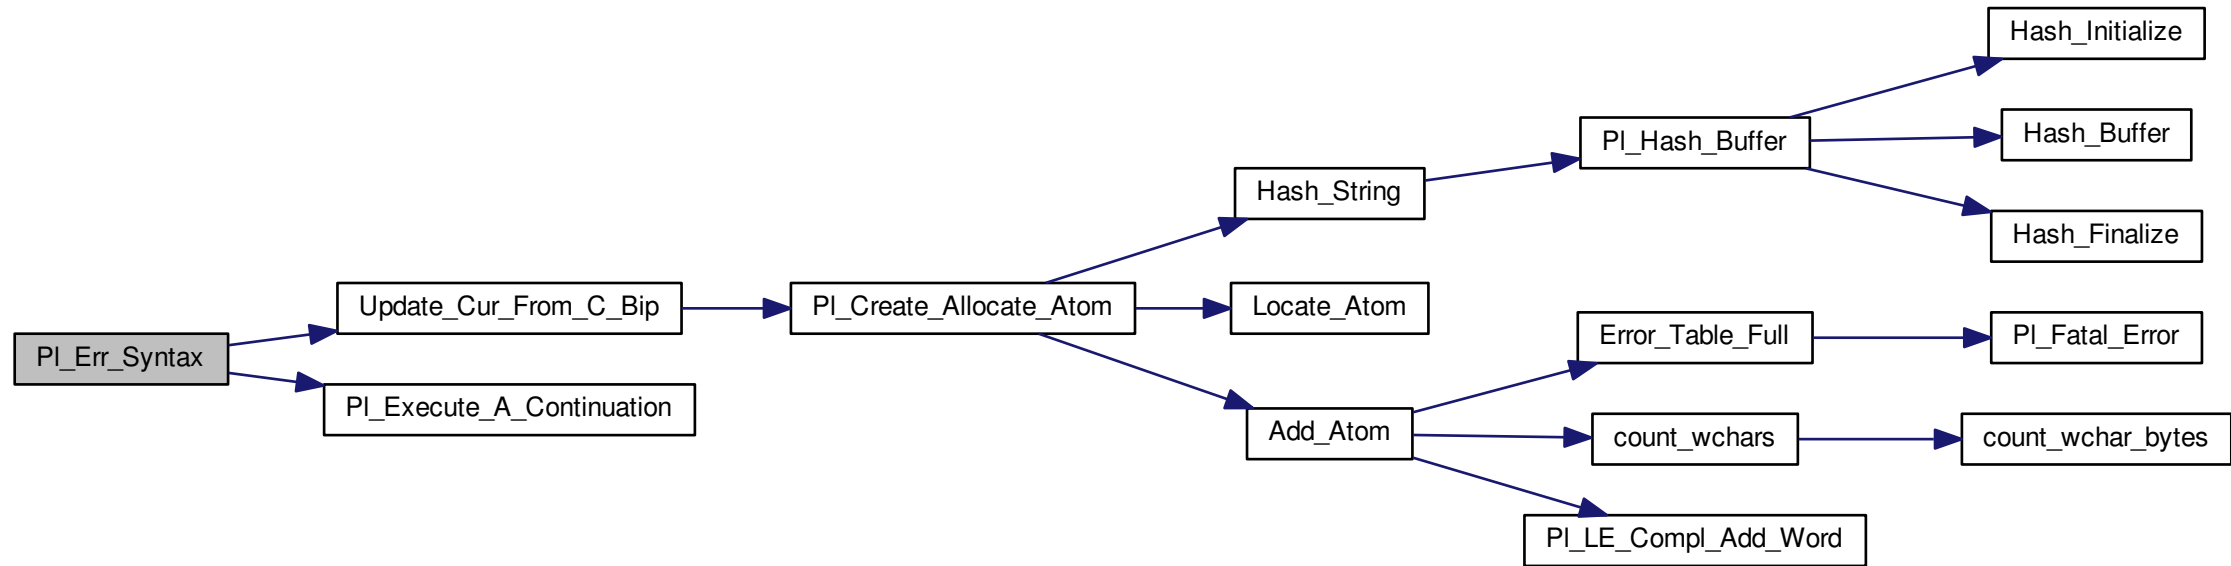 Pl_Err_Syntax
Update_Cur_From_C_Bip
Pl_Execute_A_Continuation
Pl_Create_Allocate_Atom
Hash_String
Locate_Atom
Add_Atom
Pl_Hash_Buffer
Error_Table_Full
count_wchars
Pl_LE_Compl_Add_Word
Hash_Initialize
Hash_Buffer
Hash_Finalize
Pl_Fatal_Error
count_wchar_bytes